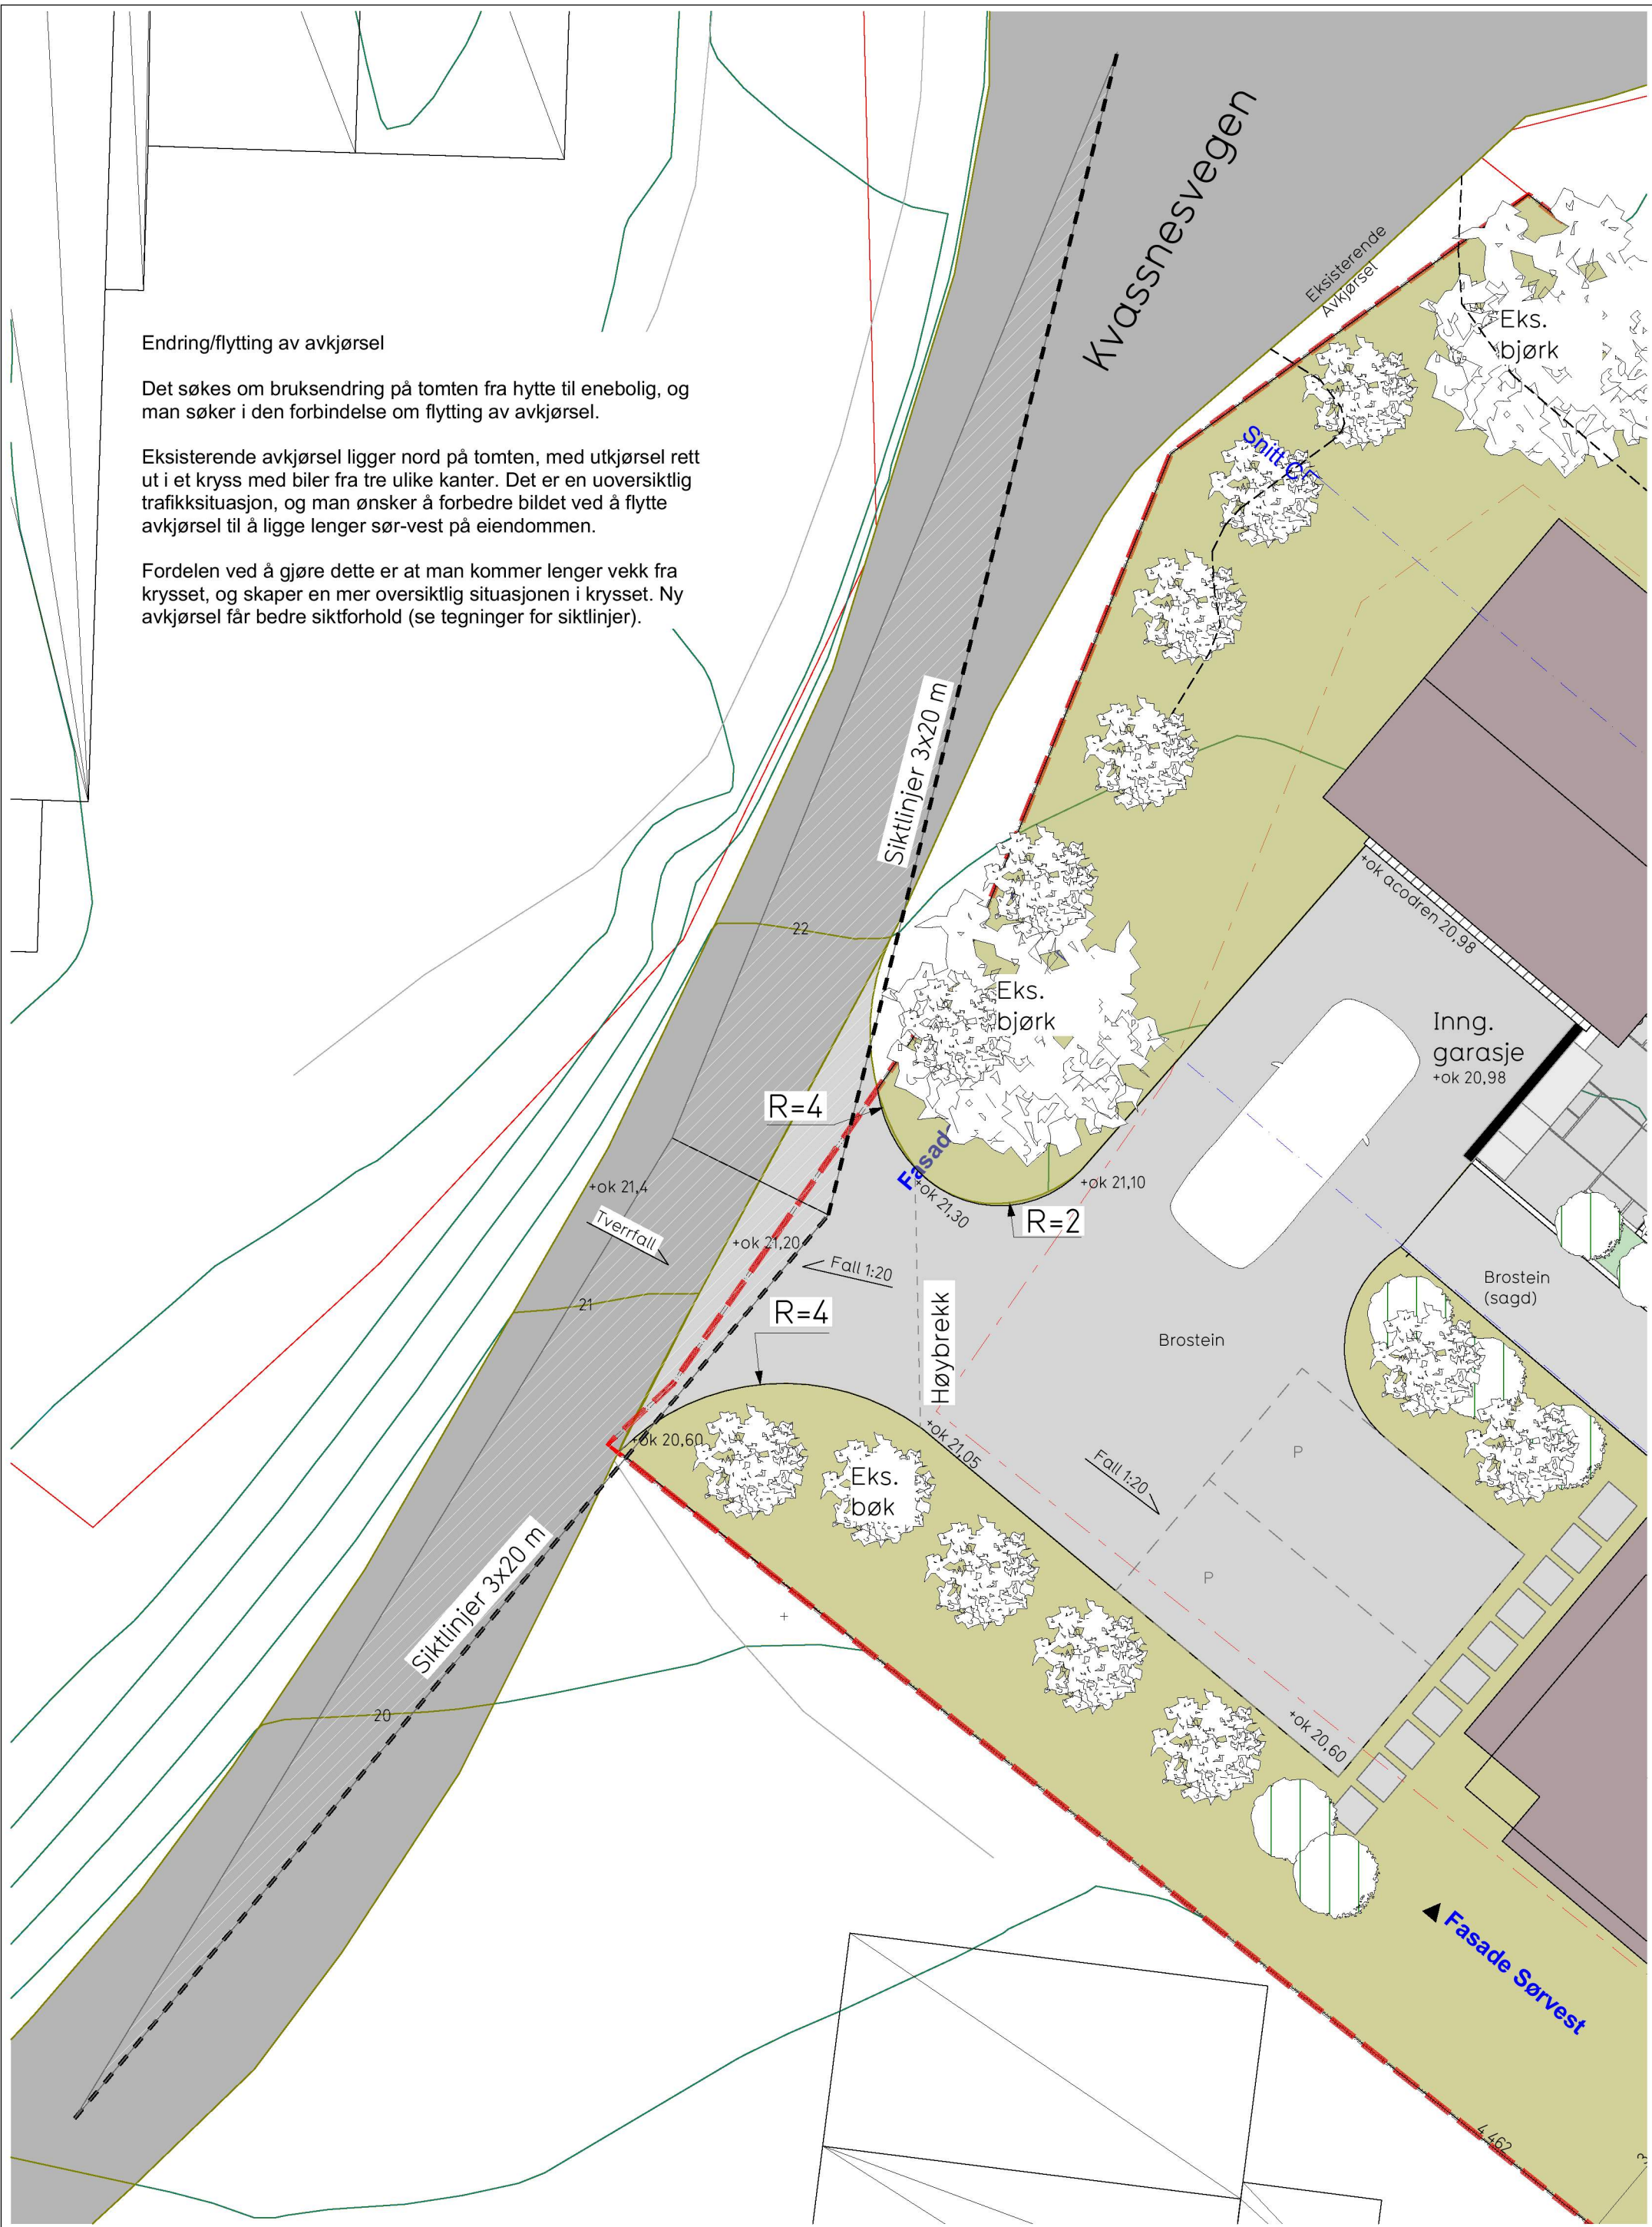 Endring/flytting av avkjørsel
Det søkes om bruksendring på tomten fra hytte til enebolig, og
man søker i den forbindelse om flytting av avkjørsel.
Eksisterende avkjørsel ligger nord på tomten, med utkjørsel rett
ut i et kryss med biler fra tre ulike kanter. Det er en uoversiktlig
trafikksituasjon, og man ønsker å forbedre bildet ved å flytte
avkjørsel til å ligge lenger sør-vest på eiendommen.
Fordelen ved å gjøre dette er at man kommer lenger vekk fra
krysset, og skaper en mer oversiktlig situasjonen i krysset. Ny
avkjørsel får bedre siktforhold (se tegninger for siktlinjer).
Kvassnesvegen
Eksisterende
Avkjørsel
Eks.
bjørk
Snitt C
Siktlinjer 3x20 m
+ok acodren 20,98
22
Eks.
bjørk
Inng.
garasje
+ok 20,98
R=4
Fasad
+ok 21,4
+ok 21,30
+ok 21,10
R=2
Tverrfall
+ok 21,20
Fall 1:20
21
R=4
Høybrekk
Brostein
(sagd)
Brostein
+ok 20,60
+ok 21,05
Fall 1:20
P
Eks.
bøk
Siktlinjer 3x20 m
P
20
+ok 20,60
Fasade Sørvest
4,462